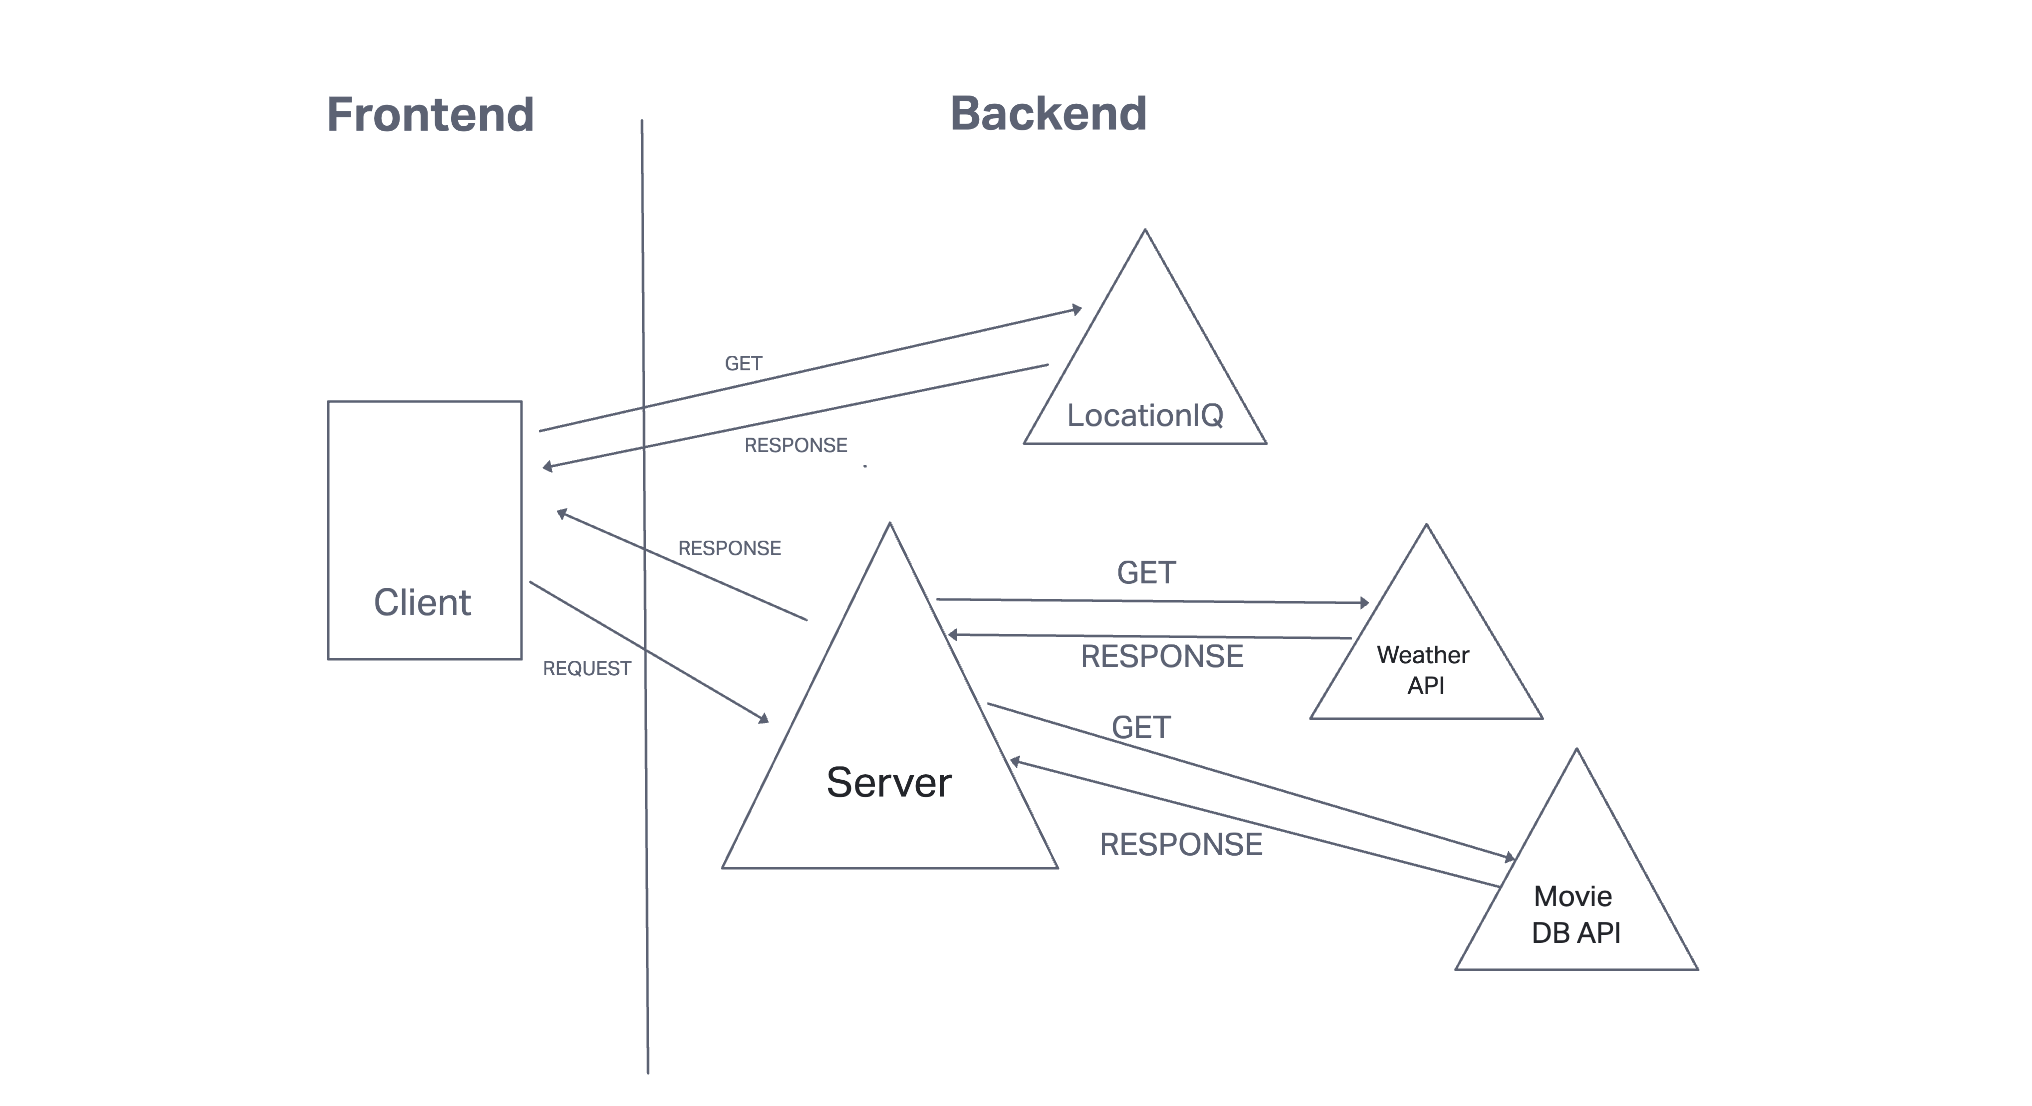 Frontend
Backend
GET
LocationIQ
RESPONSE
RESPONSE
GET
Client
Weather
API
RESPONSE
REQUEST
GET
Server
RESPONSE
Movie
DB API